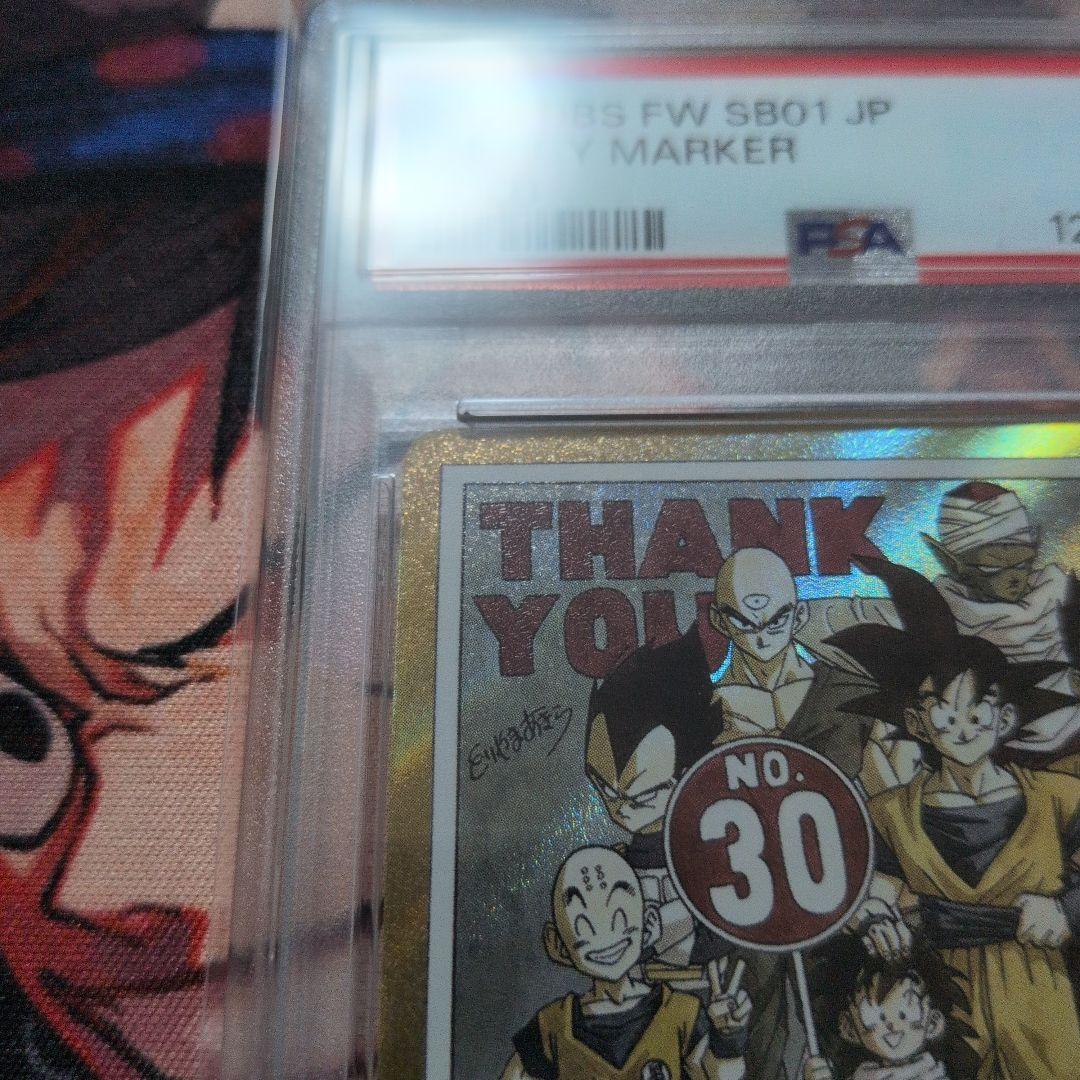 BS FW SB01 JP
Y MARKER
PSA
12
THANK
YOU
NO.
30